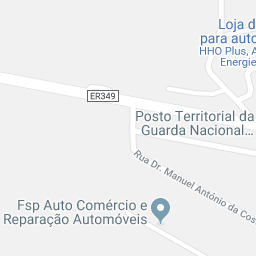 Loja d
para auto
HHO Plus, A
Energie
ER349
Posto Territorial da
Guarda Nacional...
Rua Dr. Manuel António da Cos
Fsp Auto Comércio e
Reparação Automóveis